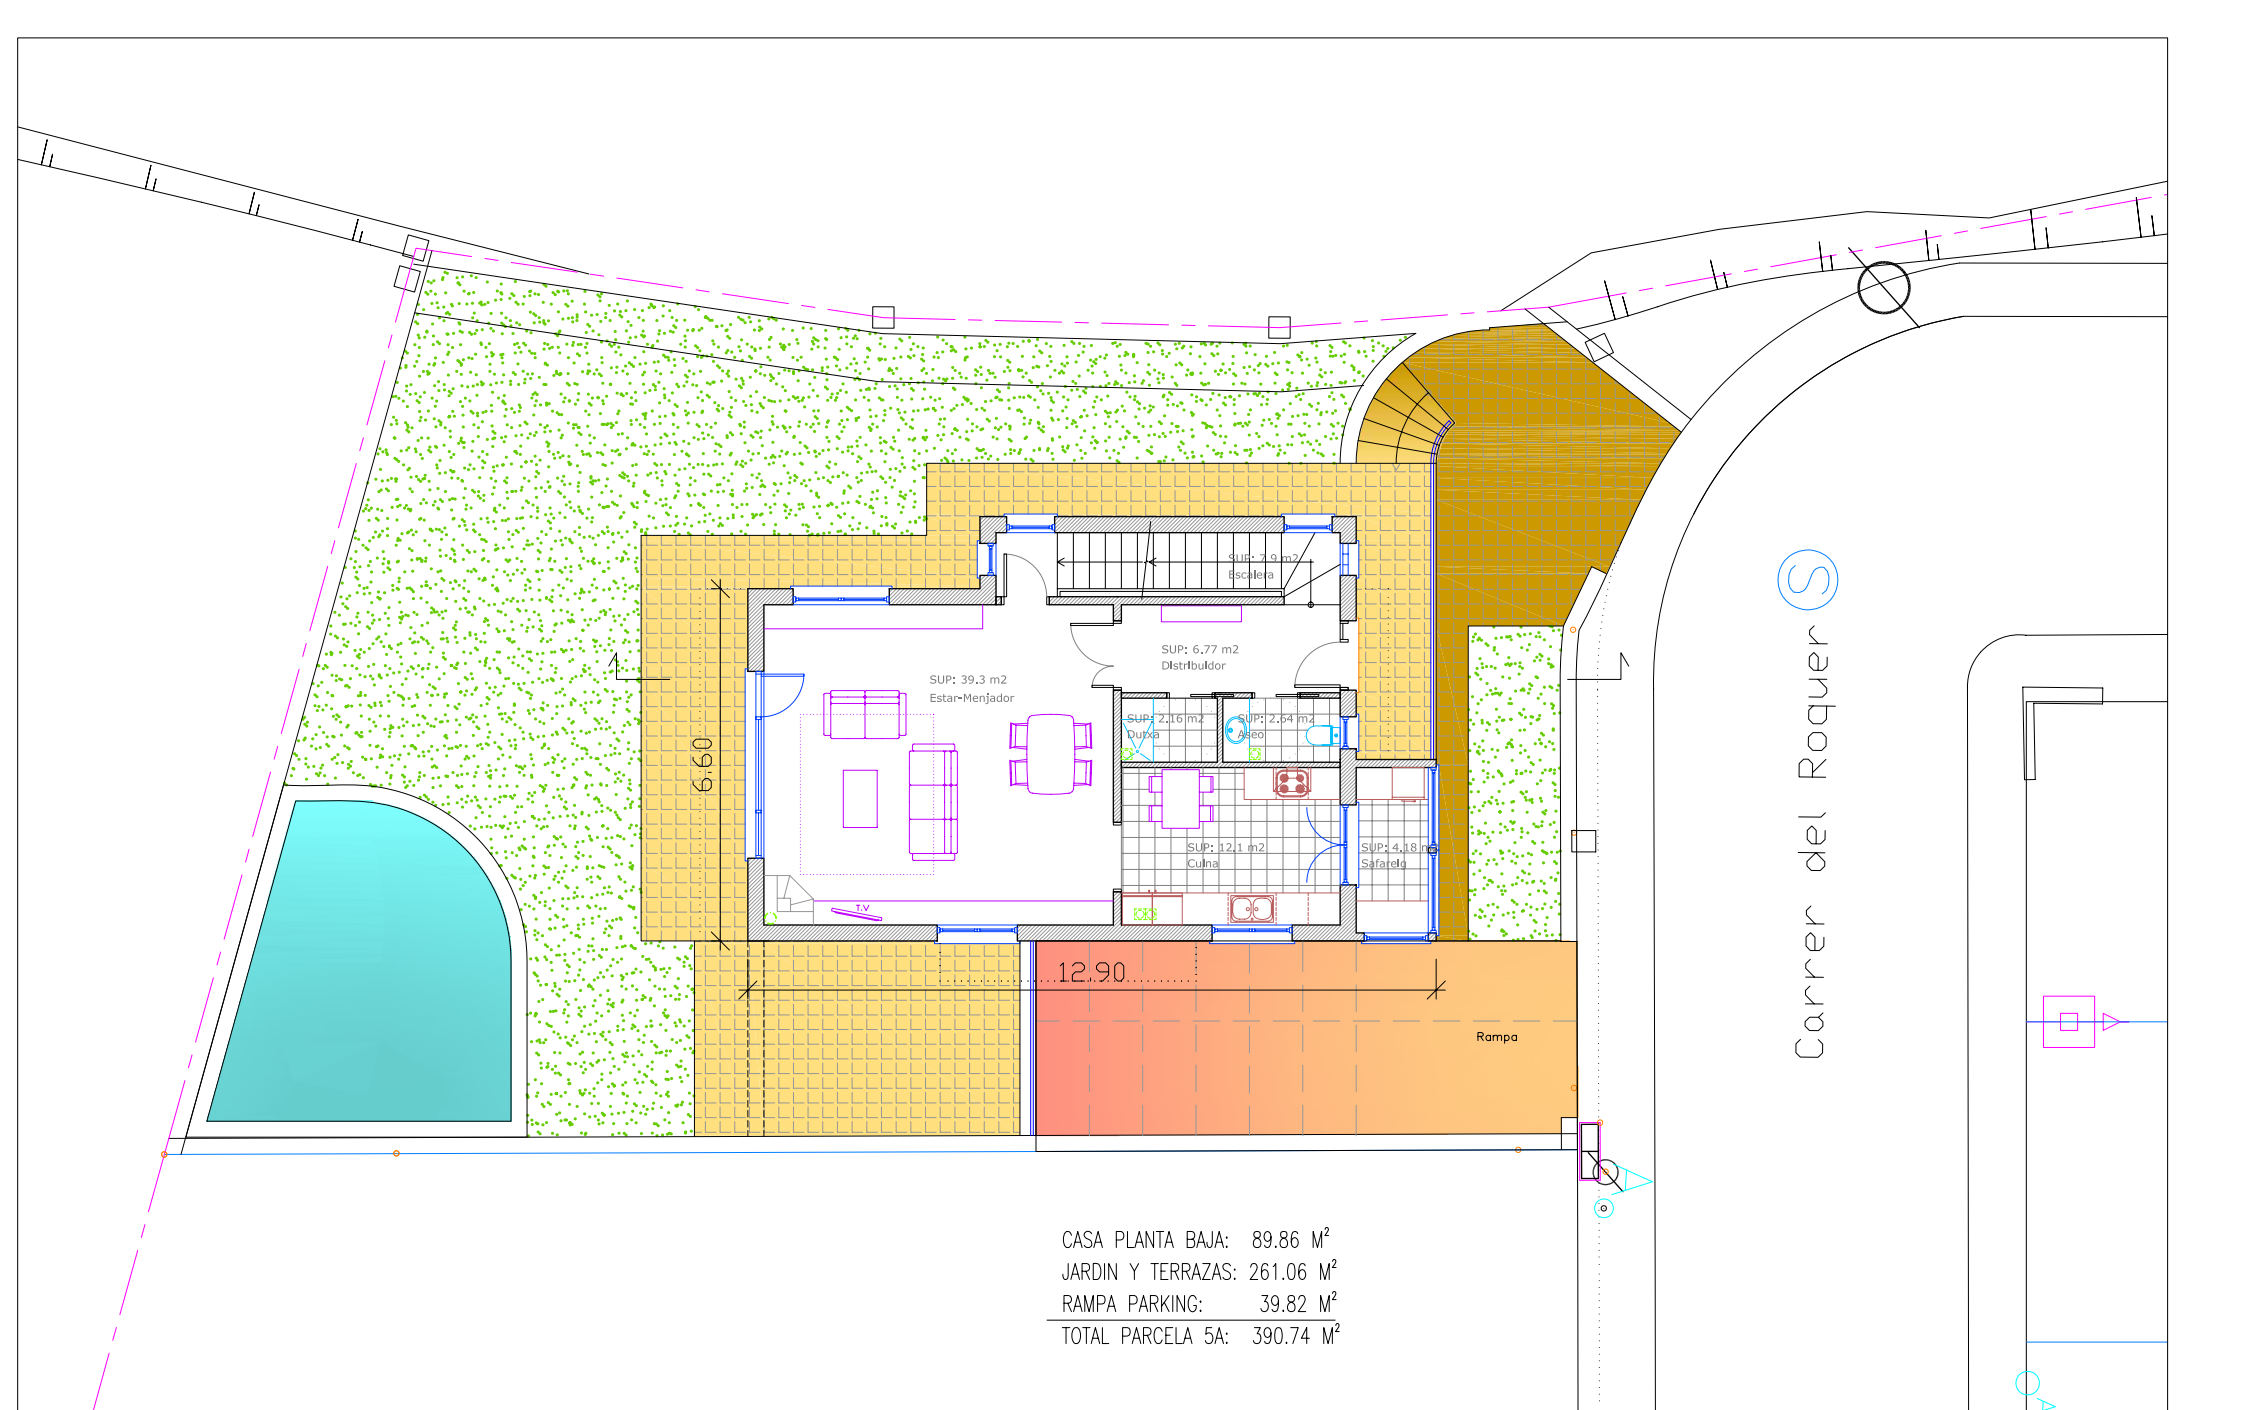 SUP: 7.9 m2
Escalera
SUP: 6.77 m2
Distribuidor
SUP: 39.3 m2
Estar-Menjador
SUP: 2.16 m2
Dutxa
SUP: 2.64 m2
Aseo
6.60
SUP: 12.1 m2
Cuina
SUP: 4.18 m2
Safareig
T.V
12.90
Rampa
Carrer del Roquer
S
CASA PLANTA BAJA: 89.86 M²
JARDIN Y TERRAZAS: 261.06 M²
RAMPA PARKING: 39.82 M²
TOTAL PARCELA 5A: 390.74 M²